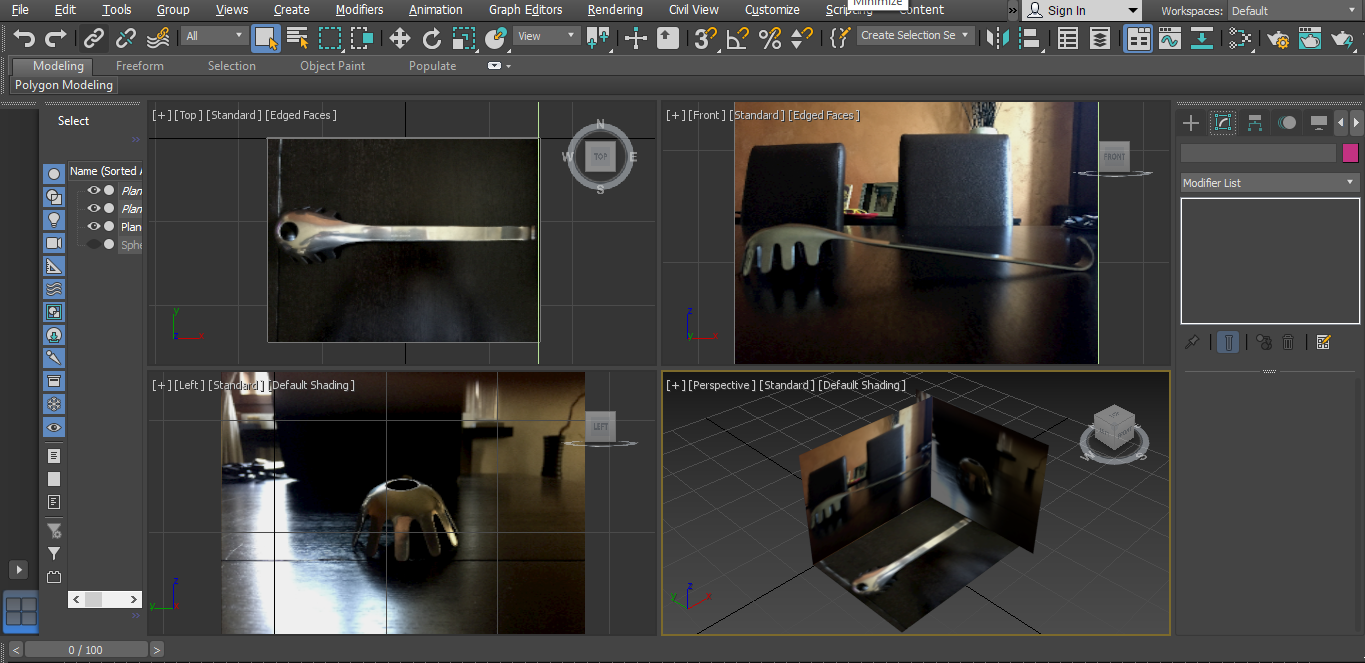 File Edit Tools Group Views Create Modifiers Animation Graph Editors Rendering Civil View Customize Scripting Content » Sign In Workspaces: Default
Minimize
All View Create Selection Se
Modeling Freeform Selection Object Paint Populate
Polygon Modeling
Select
Name (Sorted A
Plan
Plan
Plan
Sphe
[+] [Top] [Standard] [Edged Faces]
N
W TOP E
S
[+] [Front] [Standard] [Edged Faces]
FRONT
z
x
y
z
x
[+] [Left] [Standard] [Default Shading]
LEFT
z
y
[+] [Perspective] [Standard] [Default Shading]
TOP
W S
z
y x
Modifier List
< 0 / 100 >